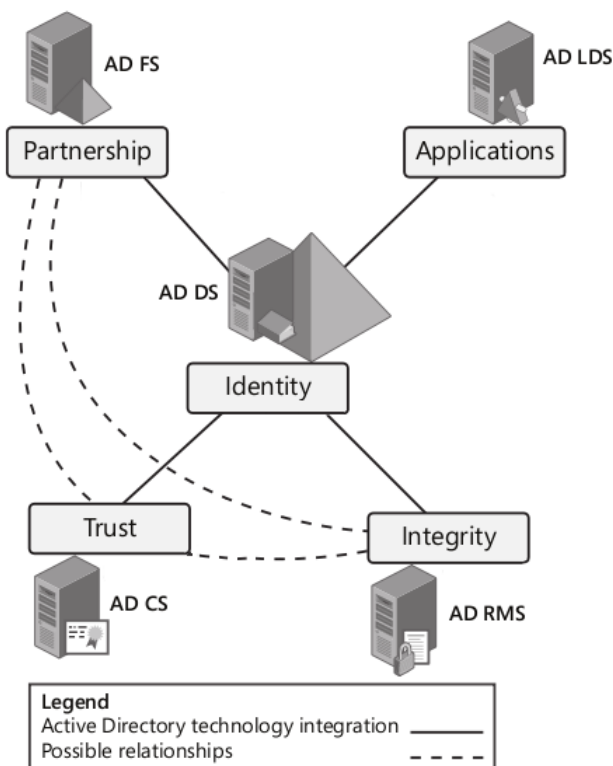 AD FS
AD LDS
Partnership
Applications
AD DS
Identity
Trust
Integrity
AD CS
AD RMS
Legend
Active Directory technology integration
Possible relationships